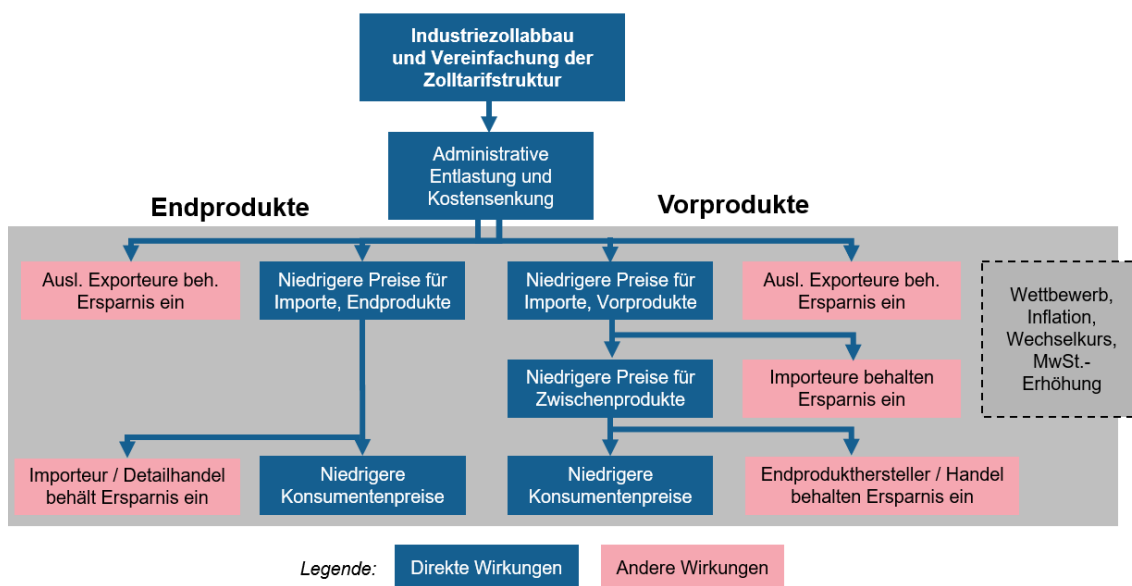 Industriezollabbau
und Vereinfachung der
Zolltarifstruktur
Administrative
Entlastung und
Kostensenkung
Endprodukte
Vorprodukte
Ausl. Exporteure beh.
Ersparnis ein
Niedrigere Preise für
Importe, Endprodukte
Niedrigere Preise für
Importe, Vorprodukte
Ausl. Exporteure beh.
Ersparnis ein
Wettbewerb,
Inflation,
Wechselkurs,
MwSt.-
Erhöhung
Niedrigere Preise für
Zwischenprodukte
Importeure behalten
Ersparnis ein
Importeur / Detailhandel
behält Ersparnis ein
Niedrigere
Konsumentenpreise
Niedrigere
Konsumentenpreise
Endprodukthersteller / Handel
behalten Ersparnis ein
Legende:
Direkte Wirkungen
Andere Wirkungen